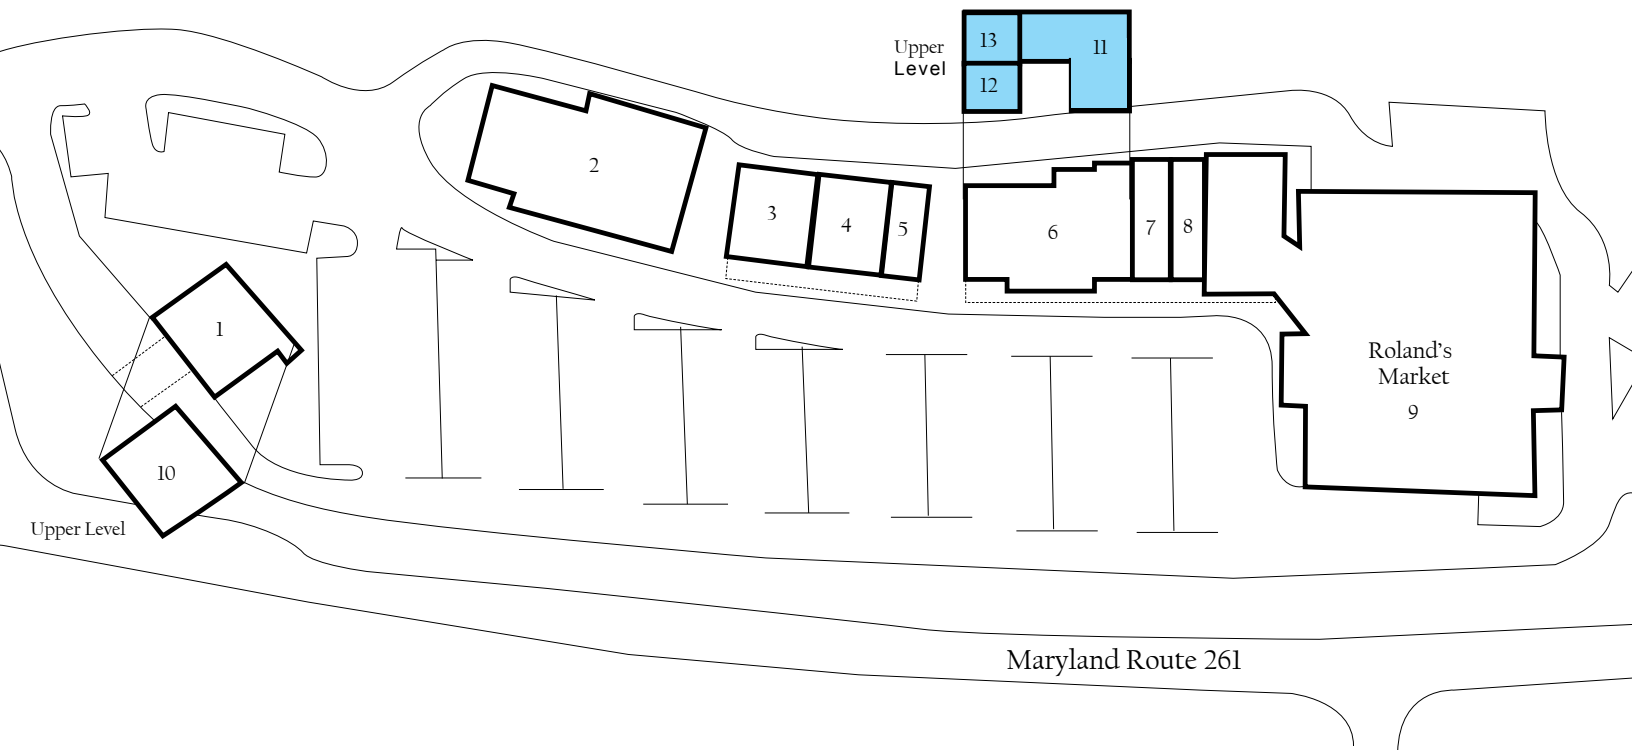 13
11
Upper
Level
12
2
3
4
5
6
7
8
1
Roland's
Market
9
10
Upper Level
Maryland Route 261